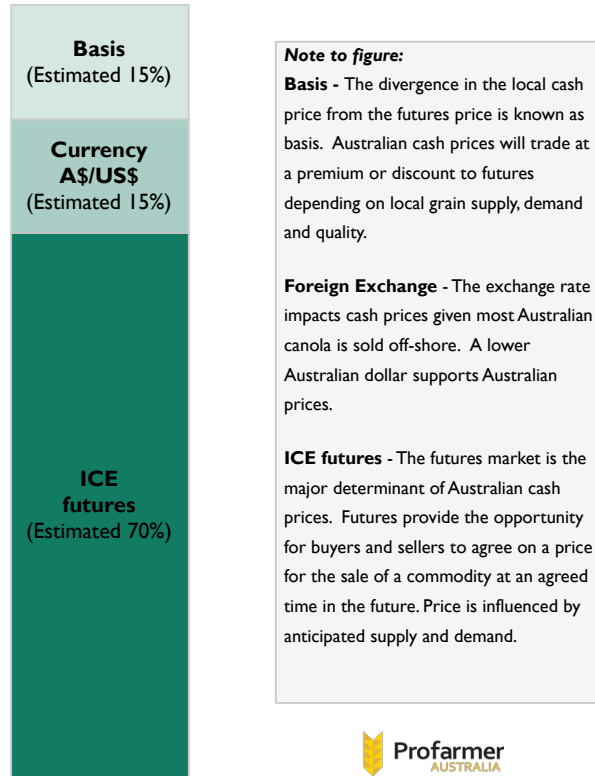 Basis
(Estimated 15%)
Currency
A$/US$
(Estimated 15%)
ICE
futures
(Estimated 70%)
Note to figure:
Basis - The divergence in the local cash
price from the futures price is known as
basis. Australian cash prices will trade at
a premium or discount to futures
depending on local grain supply, demand
and quality.
Foreign Exchange - The exchange rate
impacts cash prices given most Australian
canola is sold off-shore. A lower
Australian dollar supports Australian
prices.
ICE futures - The futures market is the
major determinant of Australian cash
prices. Futures provide the opportunity
for buyers and sellers to agree on a price
for the sale of a commodity at an agreed
time in the future. Price is influenced by
anticipated supply and demand.
Profarmer
AUSTRALIA